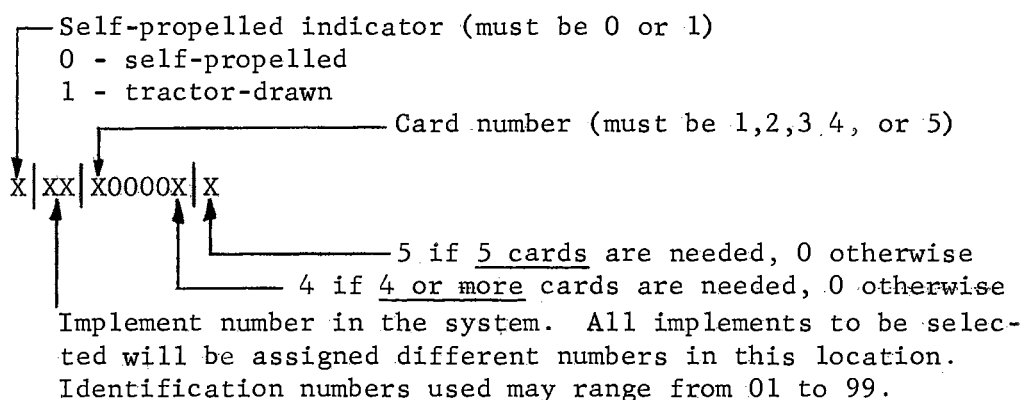 Self-propelled indicator (must be 0 or 1)
0 - self-propelled
1 - tractor-drawn
Card number (must be 1,2,3 4, or 5)
X|XX|X0000X|X
5 if 5 cards are needed, 0 otherwise
4 if 4 or more cards are needed, 0 otherwise
Implement number in the system. All implements to be selec-
ted will be assigned different numbers in this location.
Identification numbers used may range from 01 to 99.